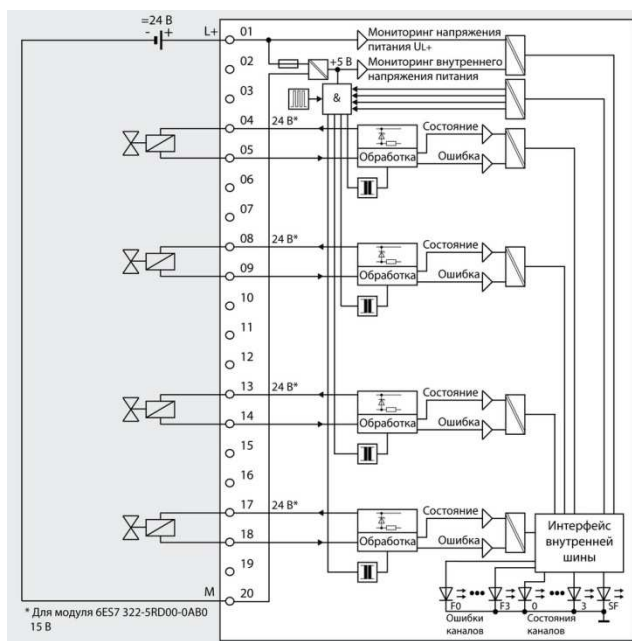 =24 В
- +
L+
01
Мониторинг напряжения
питания UL+
02
+5 В
Мониторинг внутреннего
напряжения питания
03
&
04
24 В*
Состояние
05
Обработка
Ошибка
06
07
08
24 В*
Состояние
09
Обработка
Ошибка
10
11
12
13
24 В*
Состояние
14
Обработка
Ошибка
15
16
17
24 В*
Состояние
18
Обработка
Ошибка
Интерфейс
внутренней
шины
19
M
20
F0
F3
0
3
SF
Ошибки
каналов
Состояния
каналов
* Для модуля 6ES7 322-5RD00-0AB0
15 В